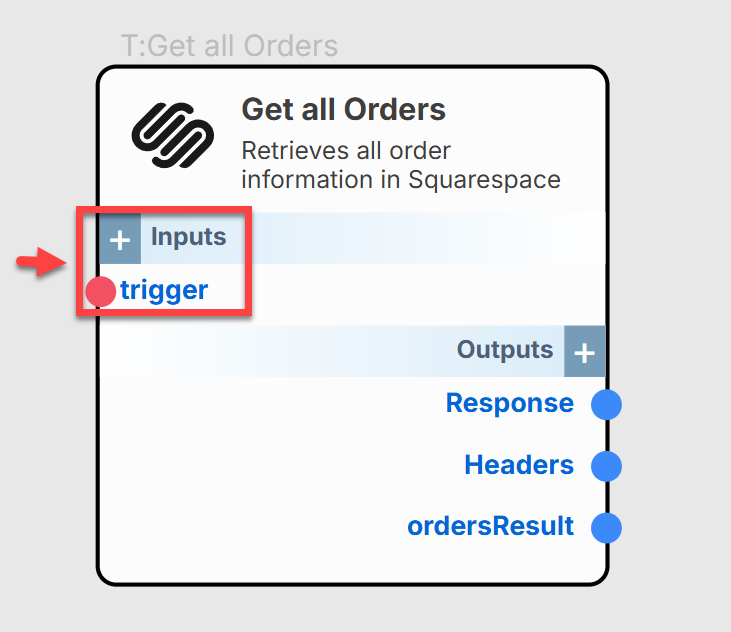 T:Get all Orders
Get all Orders
Retrieves all order
information in Squarespace
+ Inputs
trigger
Outputs +
Response
Headers
ordersResult